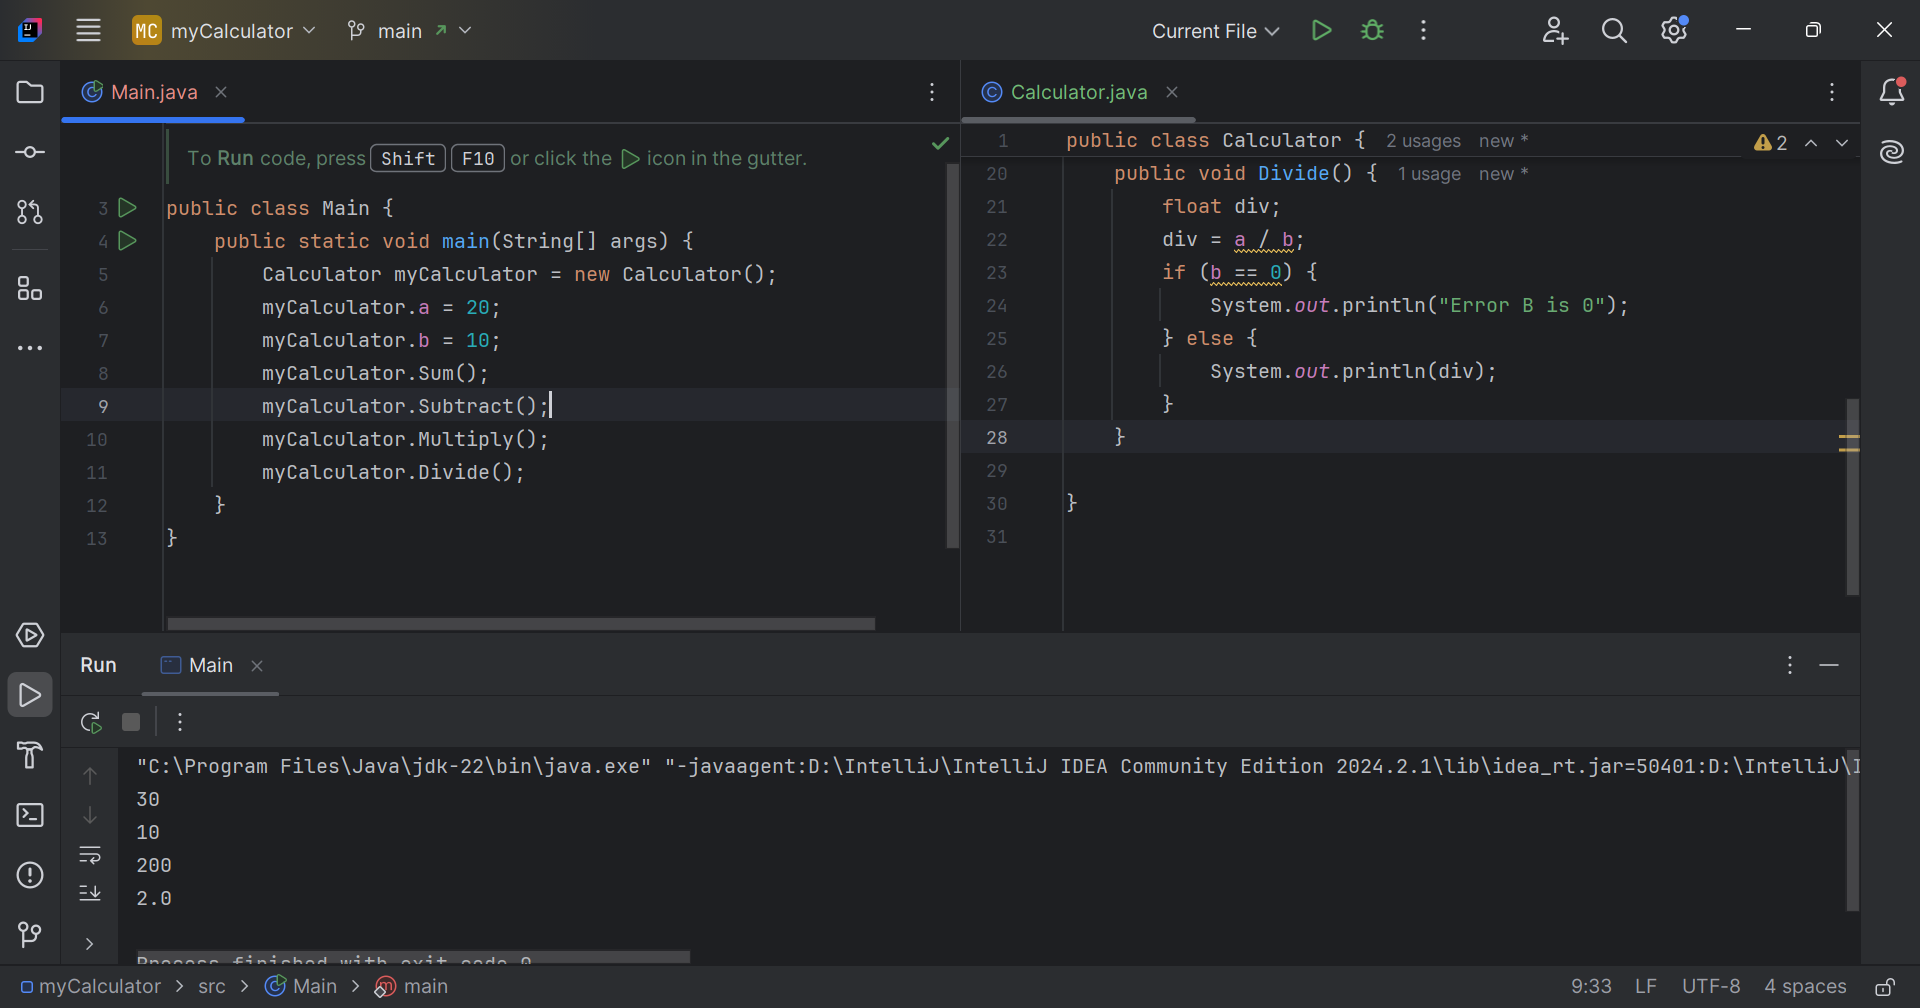 MC myCalculator main Current File
Main.java
To Run code, press Shift F10 or click the icon in the gutter.
3 public class Main {
4 public static void main(String[] args) {
5 Calculator myCalculator = new Calculator();
6 myCalculator.a = 20;
7 myCalculator.b = 10;
8 myCalculator.Sum();
9 myCalculator.Subtract();
10 myCalculator.Multiply();
11 myCalculator.Divide();
12 }
13 }
Calculator.java
1 public class Calculator { 2 usages new * 2
20 public void Divide() { 1 usage new *
21 float div;
22 div = a / b;
23 if (b == 0) {
24 System.out.println("Error B is 0");
25 } else {
26 System.out.println(div);
27 }
28 }
29
30 }
31
Run Main
"C:\Program Files\Java\jdk-22\bin\java.exe" "-javaagent:D:\IntelliJ\IntelliJ IDEA Community Edition 2024.2.1\lib\idea_rt.jar=50401:D:\IntelliJ\I
30
10
200
2.0
Process finished with exit code 0
myCalculator > src > Main > main 9:33 LF UTF-8 4 spaces